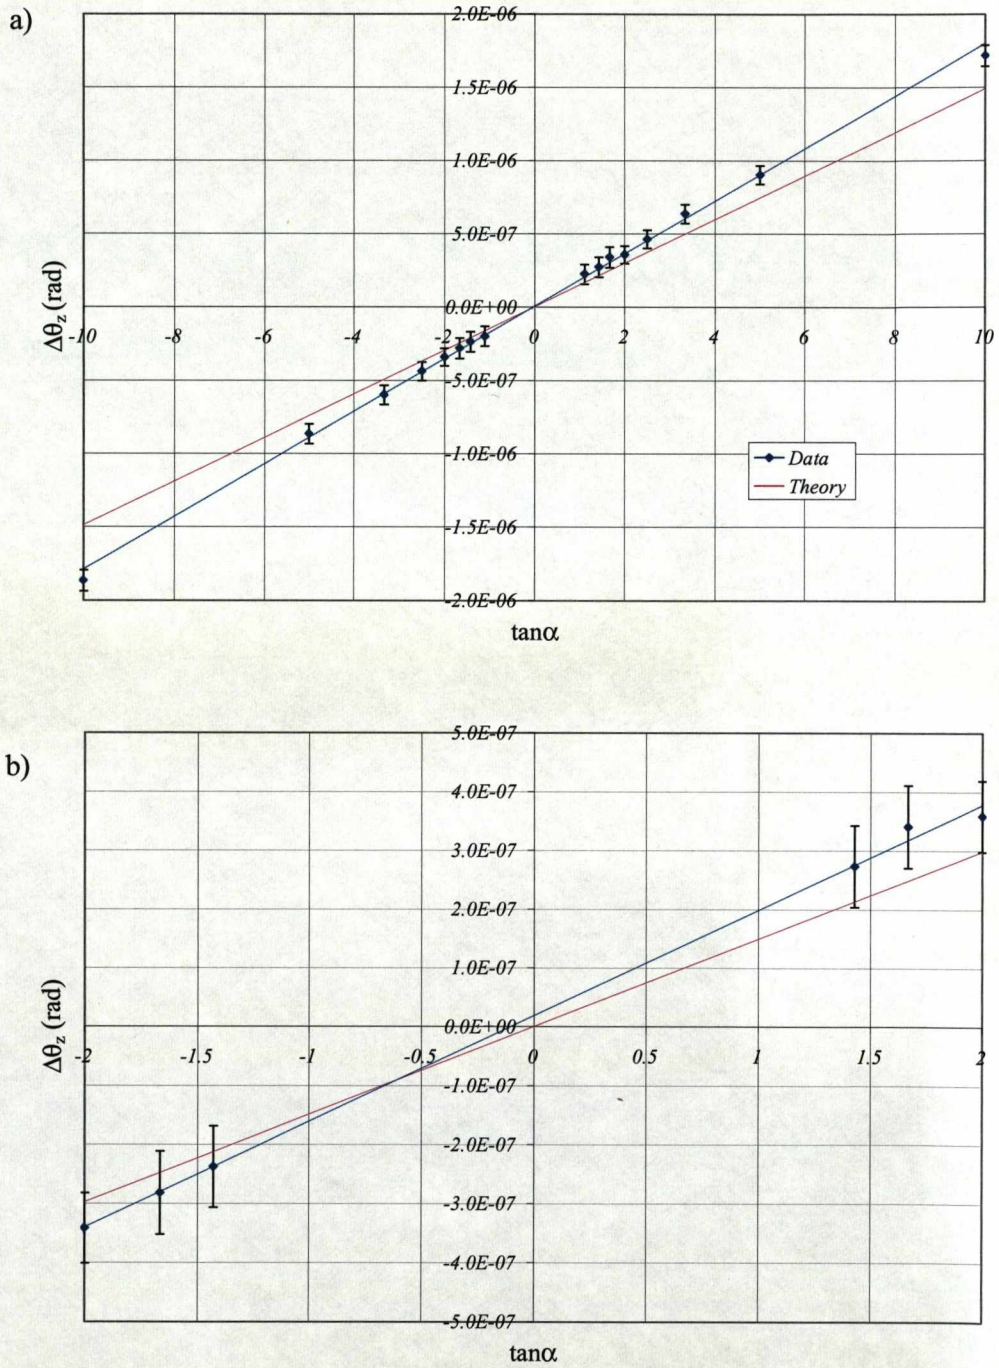 a)
2.0E-06
1.5E-06
1.0E-06
5.0E-07
0.0E+00
-10 -8 -6 -4 -2 0 2 4 6 8 10
-5.0E-07
-1.0E-06
-1.5E-06
-2.0E-06
Δθz (rad)
Data
Theory
tanα
b)
5.0E-07
4.0E-07
3.0E-07
2.0E-07
1.0E-07
0.0E+00
-2 -1.5 -1 -0.5 0 0.5 1 1.5 2
-1.0E-07
-2.0E-07
-3.0E-07
-4.0E-07
-5.0E-07
Δθz (rad)
tanα